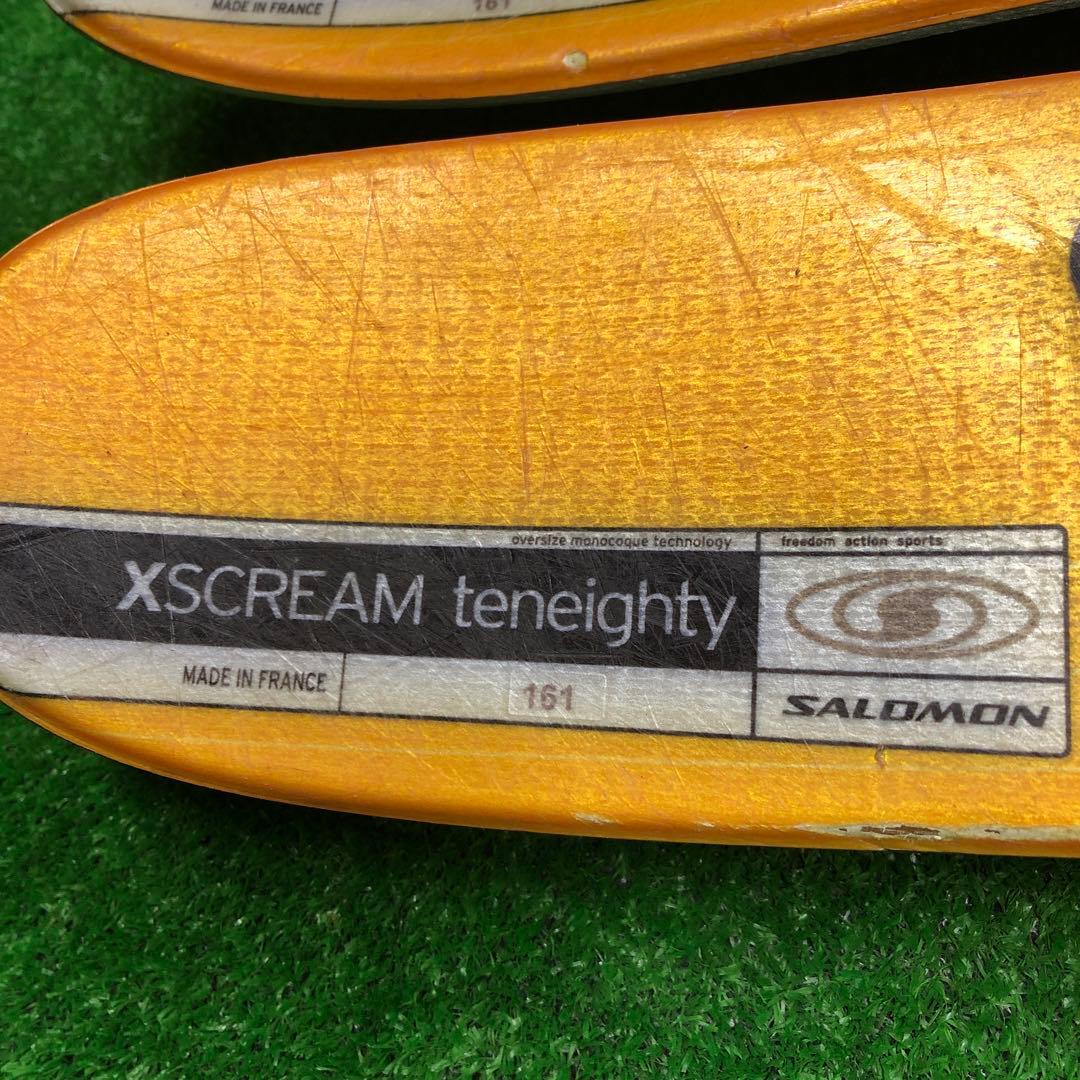 MADE IN FRANCE 161
oversize monocoque technology freedom action sports
XSCREAM teneighty
MADE IN FRANCE 161 SALOMON